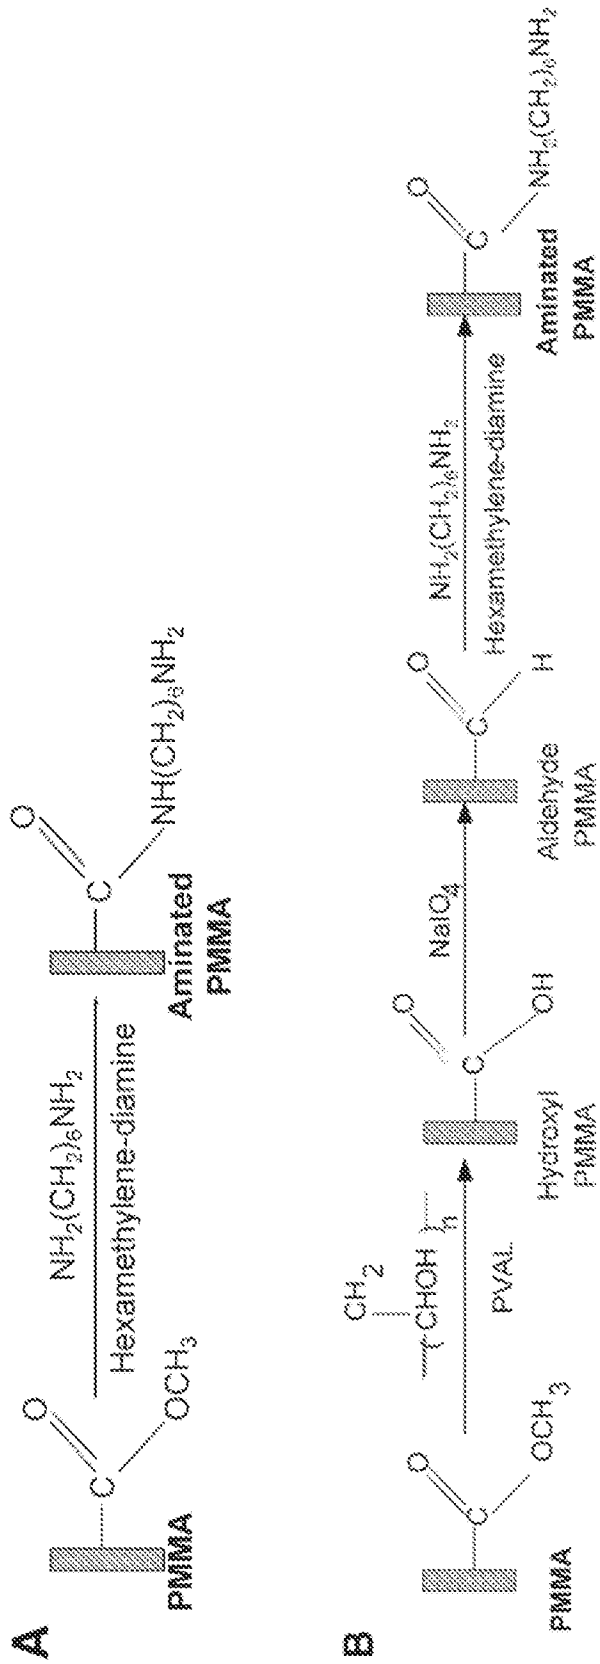 A
PMMA
C
O
OCH3
NH2(CH2)6NH2
Hexamethylene-diamine
C
O
NH(CH2)6NH2
Aminated
PMMA
B
PMMA
C
O
OCH3
CH2
(CHOH)n
PVAL
Hydroxyl
PMMA
C
O
OH
NaIO4
Aldehyde
PMMA
C
O
H
NH2(CH2)6NH2
Hexamethylene-diamine
C
O
NH2(CH2)6NH2
Aminated
PMMA